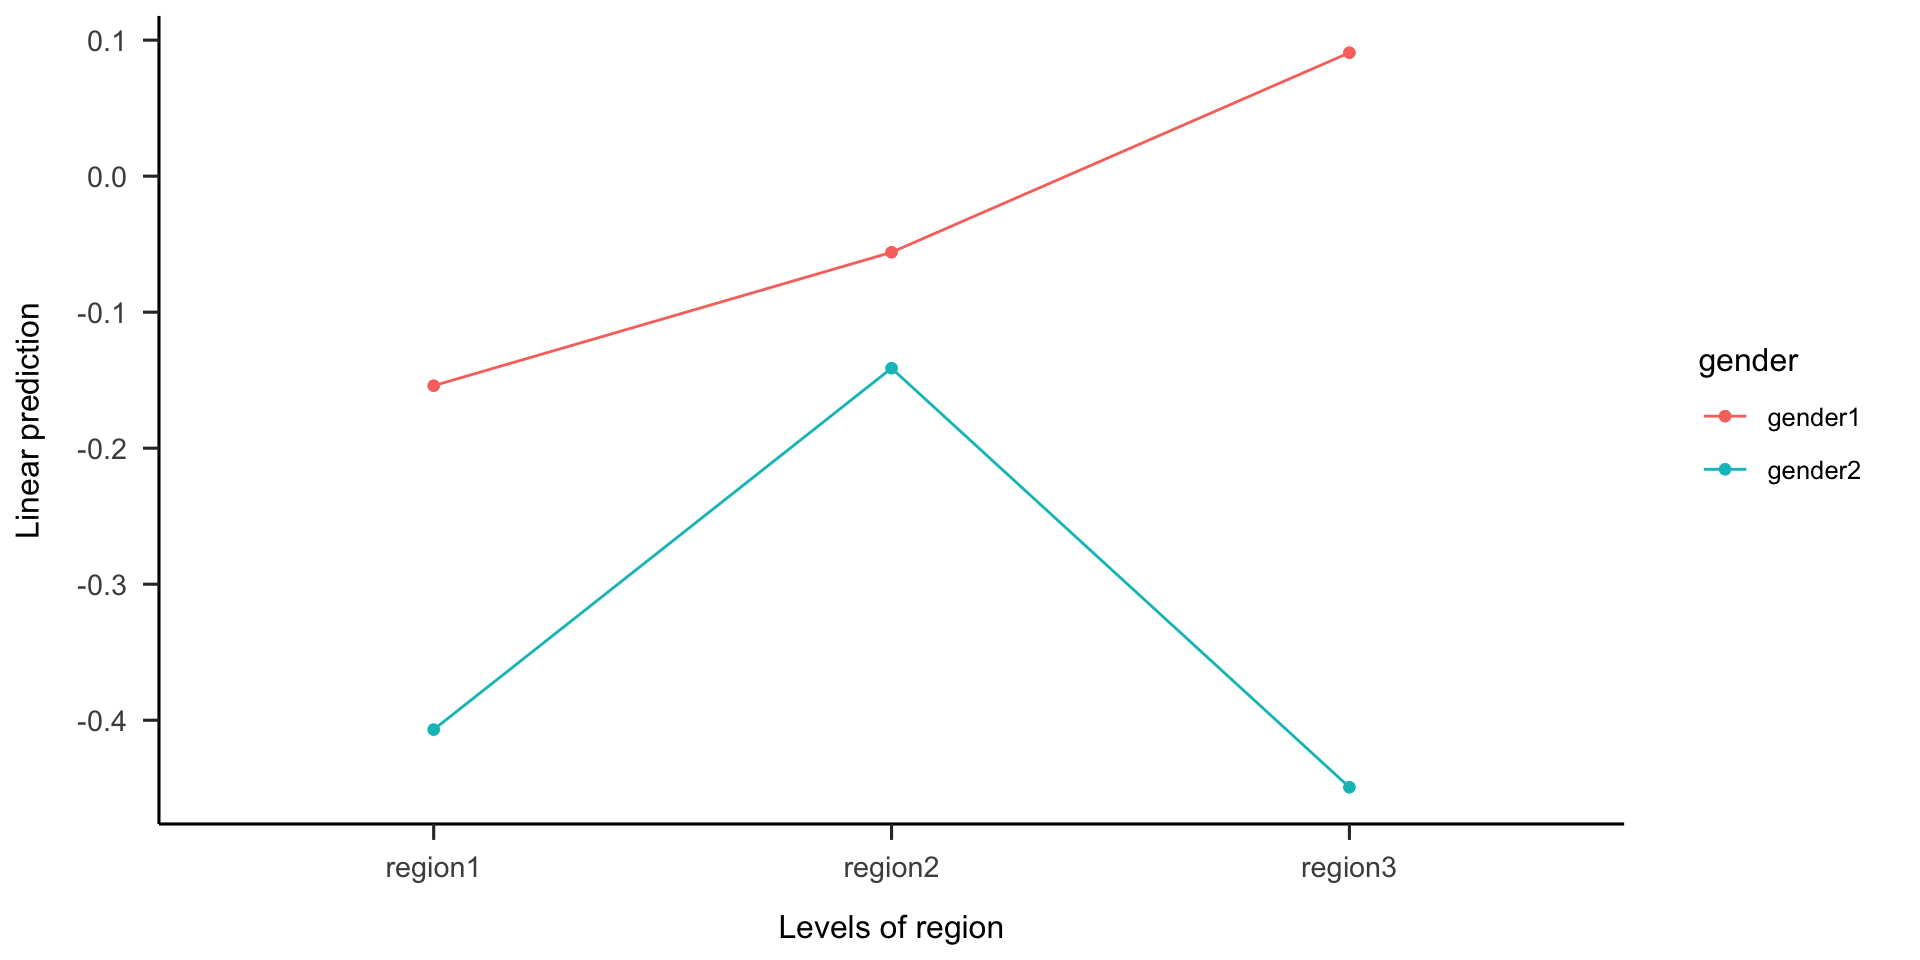 0.1
0.0
-0.1
-0.2
-0.3
-0.4
Linear prediction
region1
region2
region3
Levels of region
gender
gender1
gender2